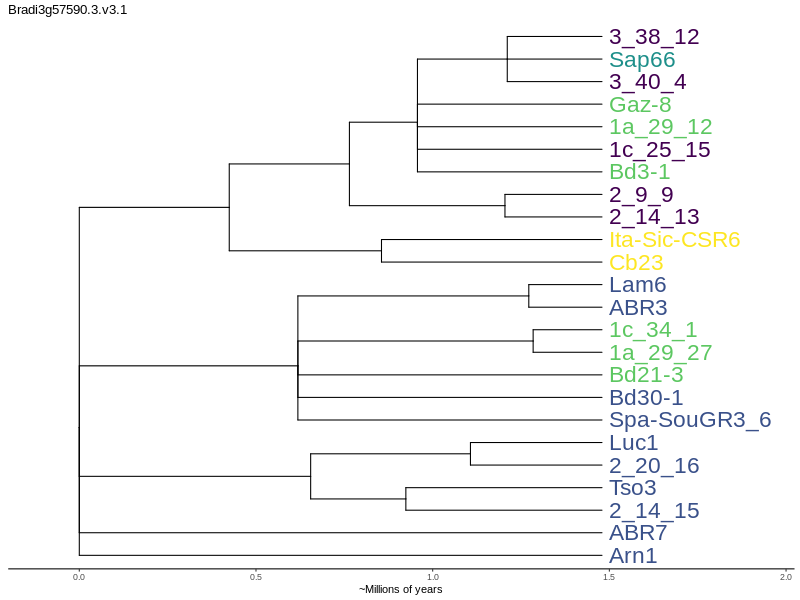 Bradi3g57590.3.v3.1
3_38_12
Sap66
3_40_4
Gaz-8
1a_29_12
1c_25_15
Bd3-1
2_9_9
2_14_13
Ita-Sic-CSR6
Cb23
Lam6
ABR3
1c_34_1
1a_29_27
Bd21-3
Bd30-1
Spa-SouGR3_6
Luc1
2_20_16
Tso3
2_14_15
ABR7
Arn1
0.0 0.5 1.0 1.5 2.0
~Millions of years